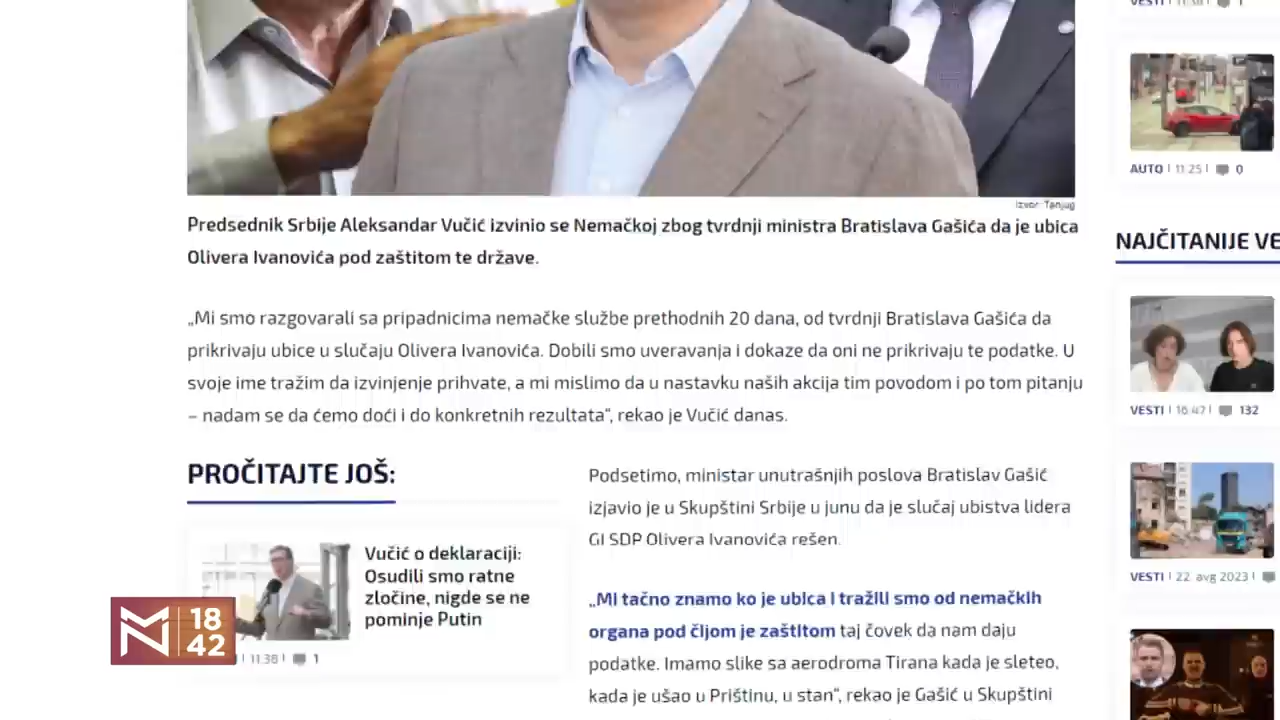 VESTI | 11:38 | 1
Izvor: Tanjug
AUTO | 11:25 | 0
Predsednik Srbije Aleksandar Vučić izvinio se Nemačkoj zbog tvrdnji ministra Bratislava Gašića da je ubica
Olivera Ivanovića pod zaštitom te države.
NAJČITANIJE VE
„Mi smo razgovarali sa pripadnicima nemačke službe prethodnih 20 dana, od tvrdnji Bratislava Gašića da
prikrivaju ubice u slučaju Olivera Ivanovića. Dobili smo uveravanja i dokaze da oni ne prikrivaju te podatke. U
svoje ime tražim da izvinjenje prihvate, a mi mislimo da u nastavku naših akcija tim povodom i po tom pitanju
– nadam se da ćemo doći i do konkretnih rezultata“, rekao je Vučić danas.
VESTI | 16:47 | 132
PROČITAJTE JOŠ:
Vučić o deklaraciji:
Osudili smo ratne
zločine, nigde se ne
pominje Putin
| 11:38 | 1
Podsetimo, ministar unutrašnjih poslova Bratislav Gašić
izjavio je u Skupštini Srbije u junu da je slučaj ubistva lidera
GI SDP Olivera Ivanovića rešen.
„Mi tačno znamo ko je ubica i tražili smo od nemačkih
organa pod čijom je zaštitom taj čovek da nam daju
podatke. Imamo slike sa aerodroma Tirana kada je sleteo,
kada je ušao u Prištinu, u stan“, rekao je Gašić u Skupštini
VESTI | 22. avg 2023 |
18
42